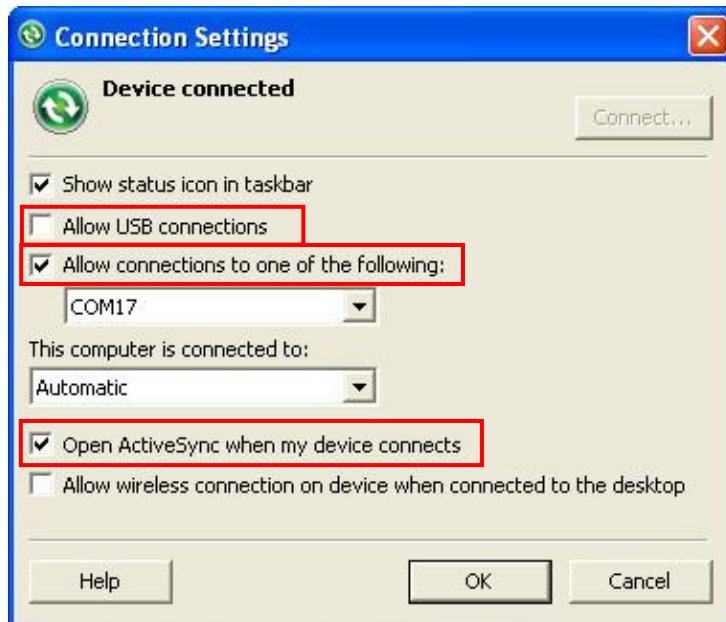 Connection Settings
Device connected
Connect...
Show status icon in taskbar
Allow USB connections
Allow connections to one of the following:
COM17
This computer is connected to:
Automatic
Open ActiveSync when my device connects
Allow wireless connection on device when connected to the desktop
Help OK Cancel